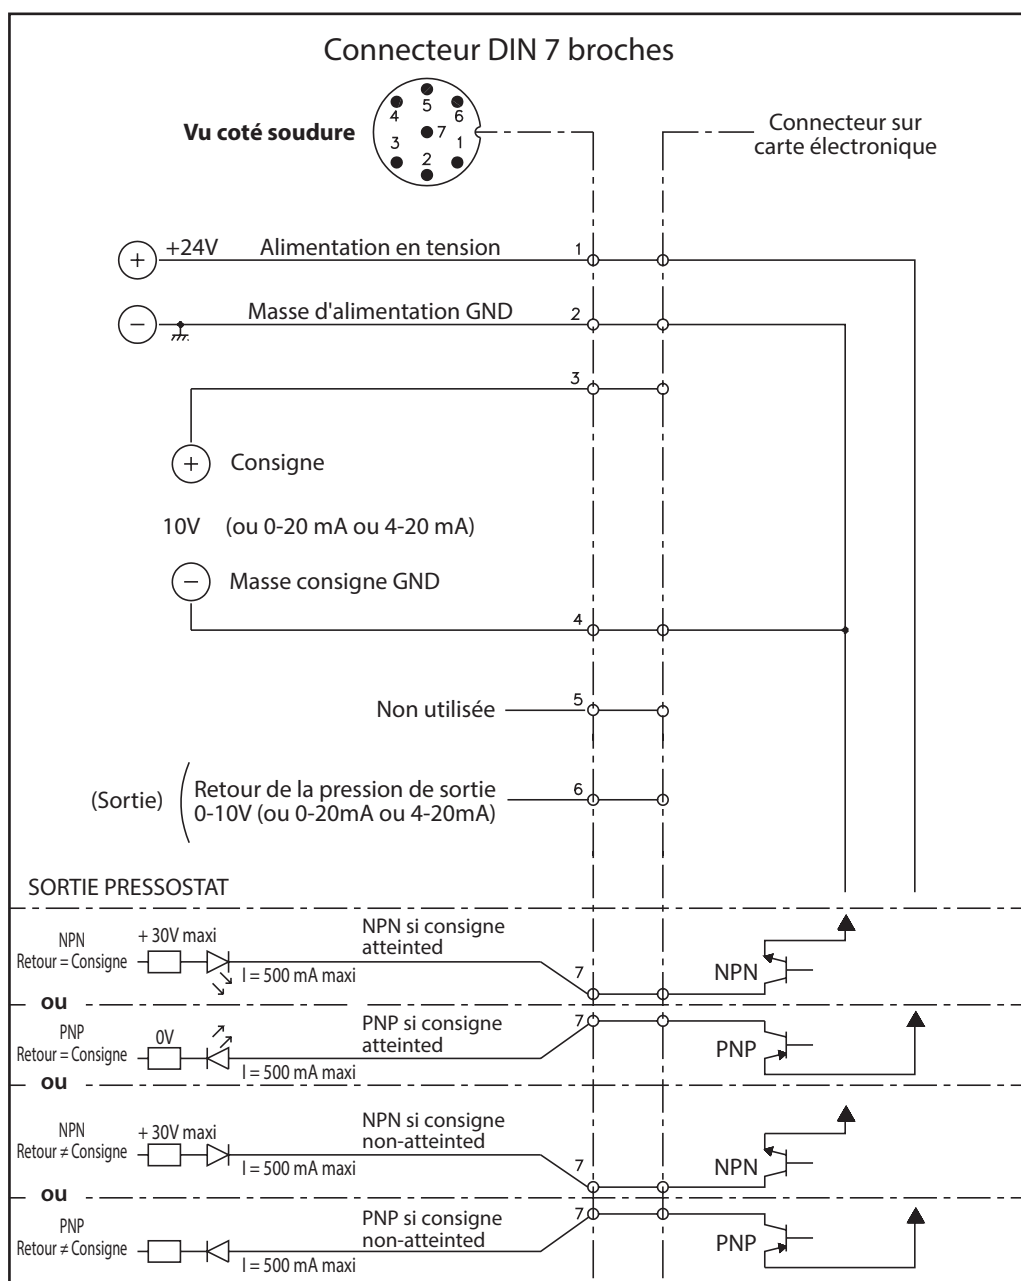 Connecteur DIN 7 broches
Vu coté soudure
5
4
6
7
3
1
2
Connecteur sur
carte électronique
+
+24V
Alimentation en tension
1
−
Masse d'alimentation GND
2
3
+
Consigne
10V (ou 0-20 mA ou 4-20 mA)
−
Masse consigne GND
4
Non utilisée
5
(Sortie)
Retour de la pression de sortie
0-10V (ou 0-20mA ou 4-20mA)
6
SORTIE PRESSOSTAT
NPN
Retour = Consigne
+ 30V maxi
I = 500 mA maxi
NPN si consigne
atteinted
7
NPN
ou
PNP
Retour = Consigne
0V
I = 500 mA maxi
PNP si consigne
atteinted
7
PNP
ou
NPN
Retour ≠ Consigne
+ 30V maxi
I = 500 mA maxi
NPN si consigne
non-atteinted
7
NPN
ou
PNP
Retour ≠ Consigne
I = 500 mA maxi
PNP si consigne
non-atteinted
7
PNP